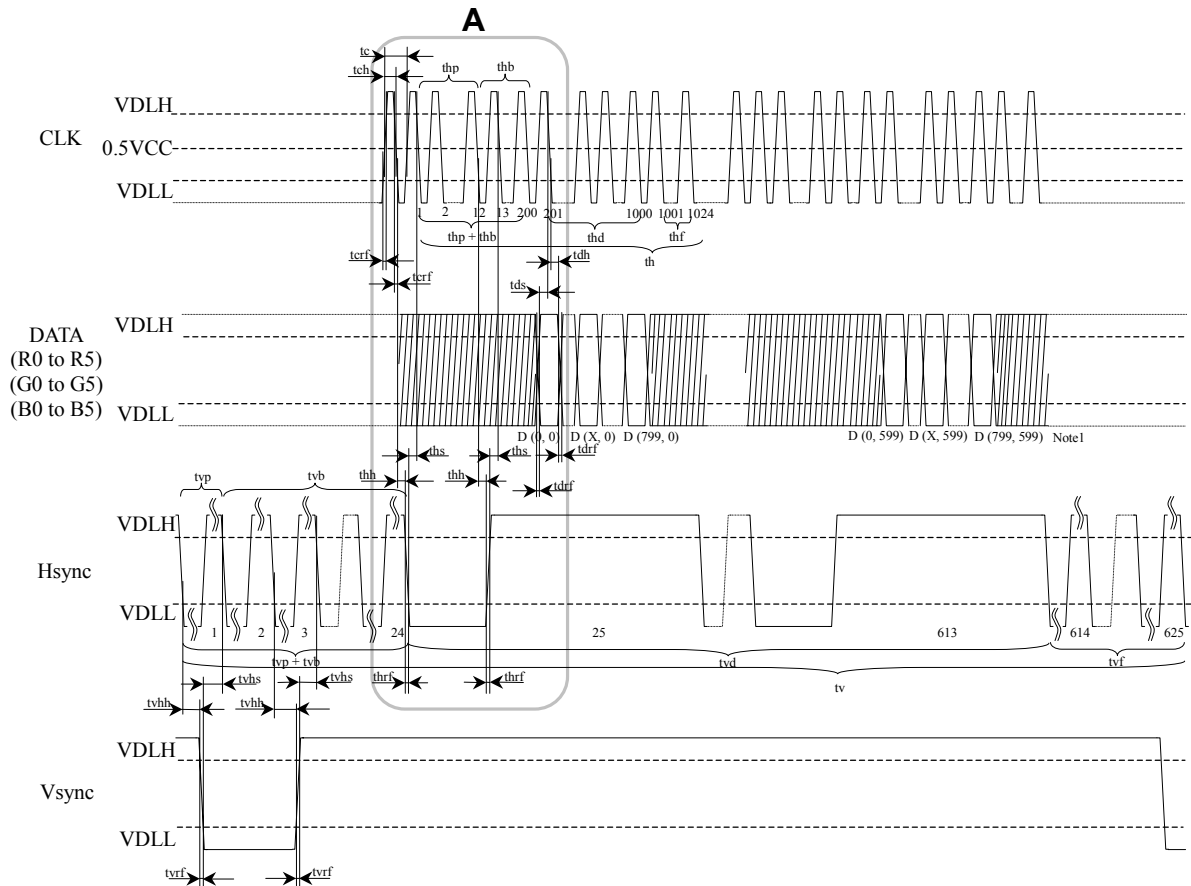 A
tc
tch
thp
thb
VDLH
CLK
0.5VCC
VDLL
1
2
12
13
200
201
1000
1001
1024
thp + thb
thd
thf
th
tcrf
tdh
tcrf
tds
VDLH
DATA
(R0 to R5)
(G0 to G5)
(B0 to B5)
VDLL
D (0, 0)
D (X, 0)
D (799, 0)
D (0, 599)
D (X, 599)
D (799, 599)
Note1
ths
ths
tdrf
thh
thh
tdrf
tvp
tvb
VDLH
Hsync
VDLL
1
2
3
24
25
613
614
625
tvp + tvb
tvd
tvf
tv
tvhs
tvhs
thrf
thrf
tvhh
tvhh
VDLH
Vsync
VDLL
tvrf
tvrf